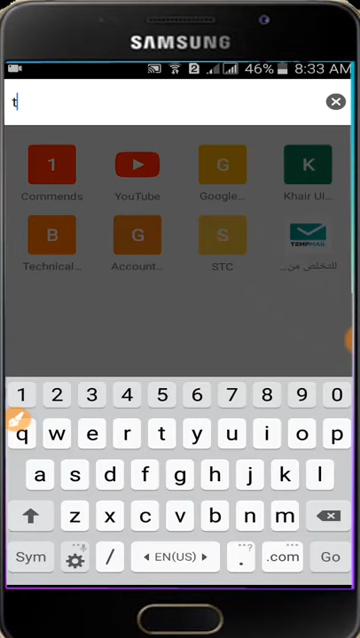 SAMSUNG
2 46% 8:33 AM
t
1 G K
Commends YouTube Google... Khair Ul...
B G S TEMPMAIL
Technical... Account... STC للتخلص من...
1 2 3 4 5 6 7 8 9 0
q w e r t y u i o p
a s d f g h j k l
z x c v b n m
Sym / EN(US) . ...? .com Go